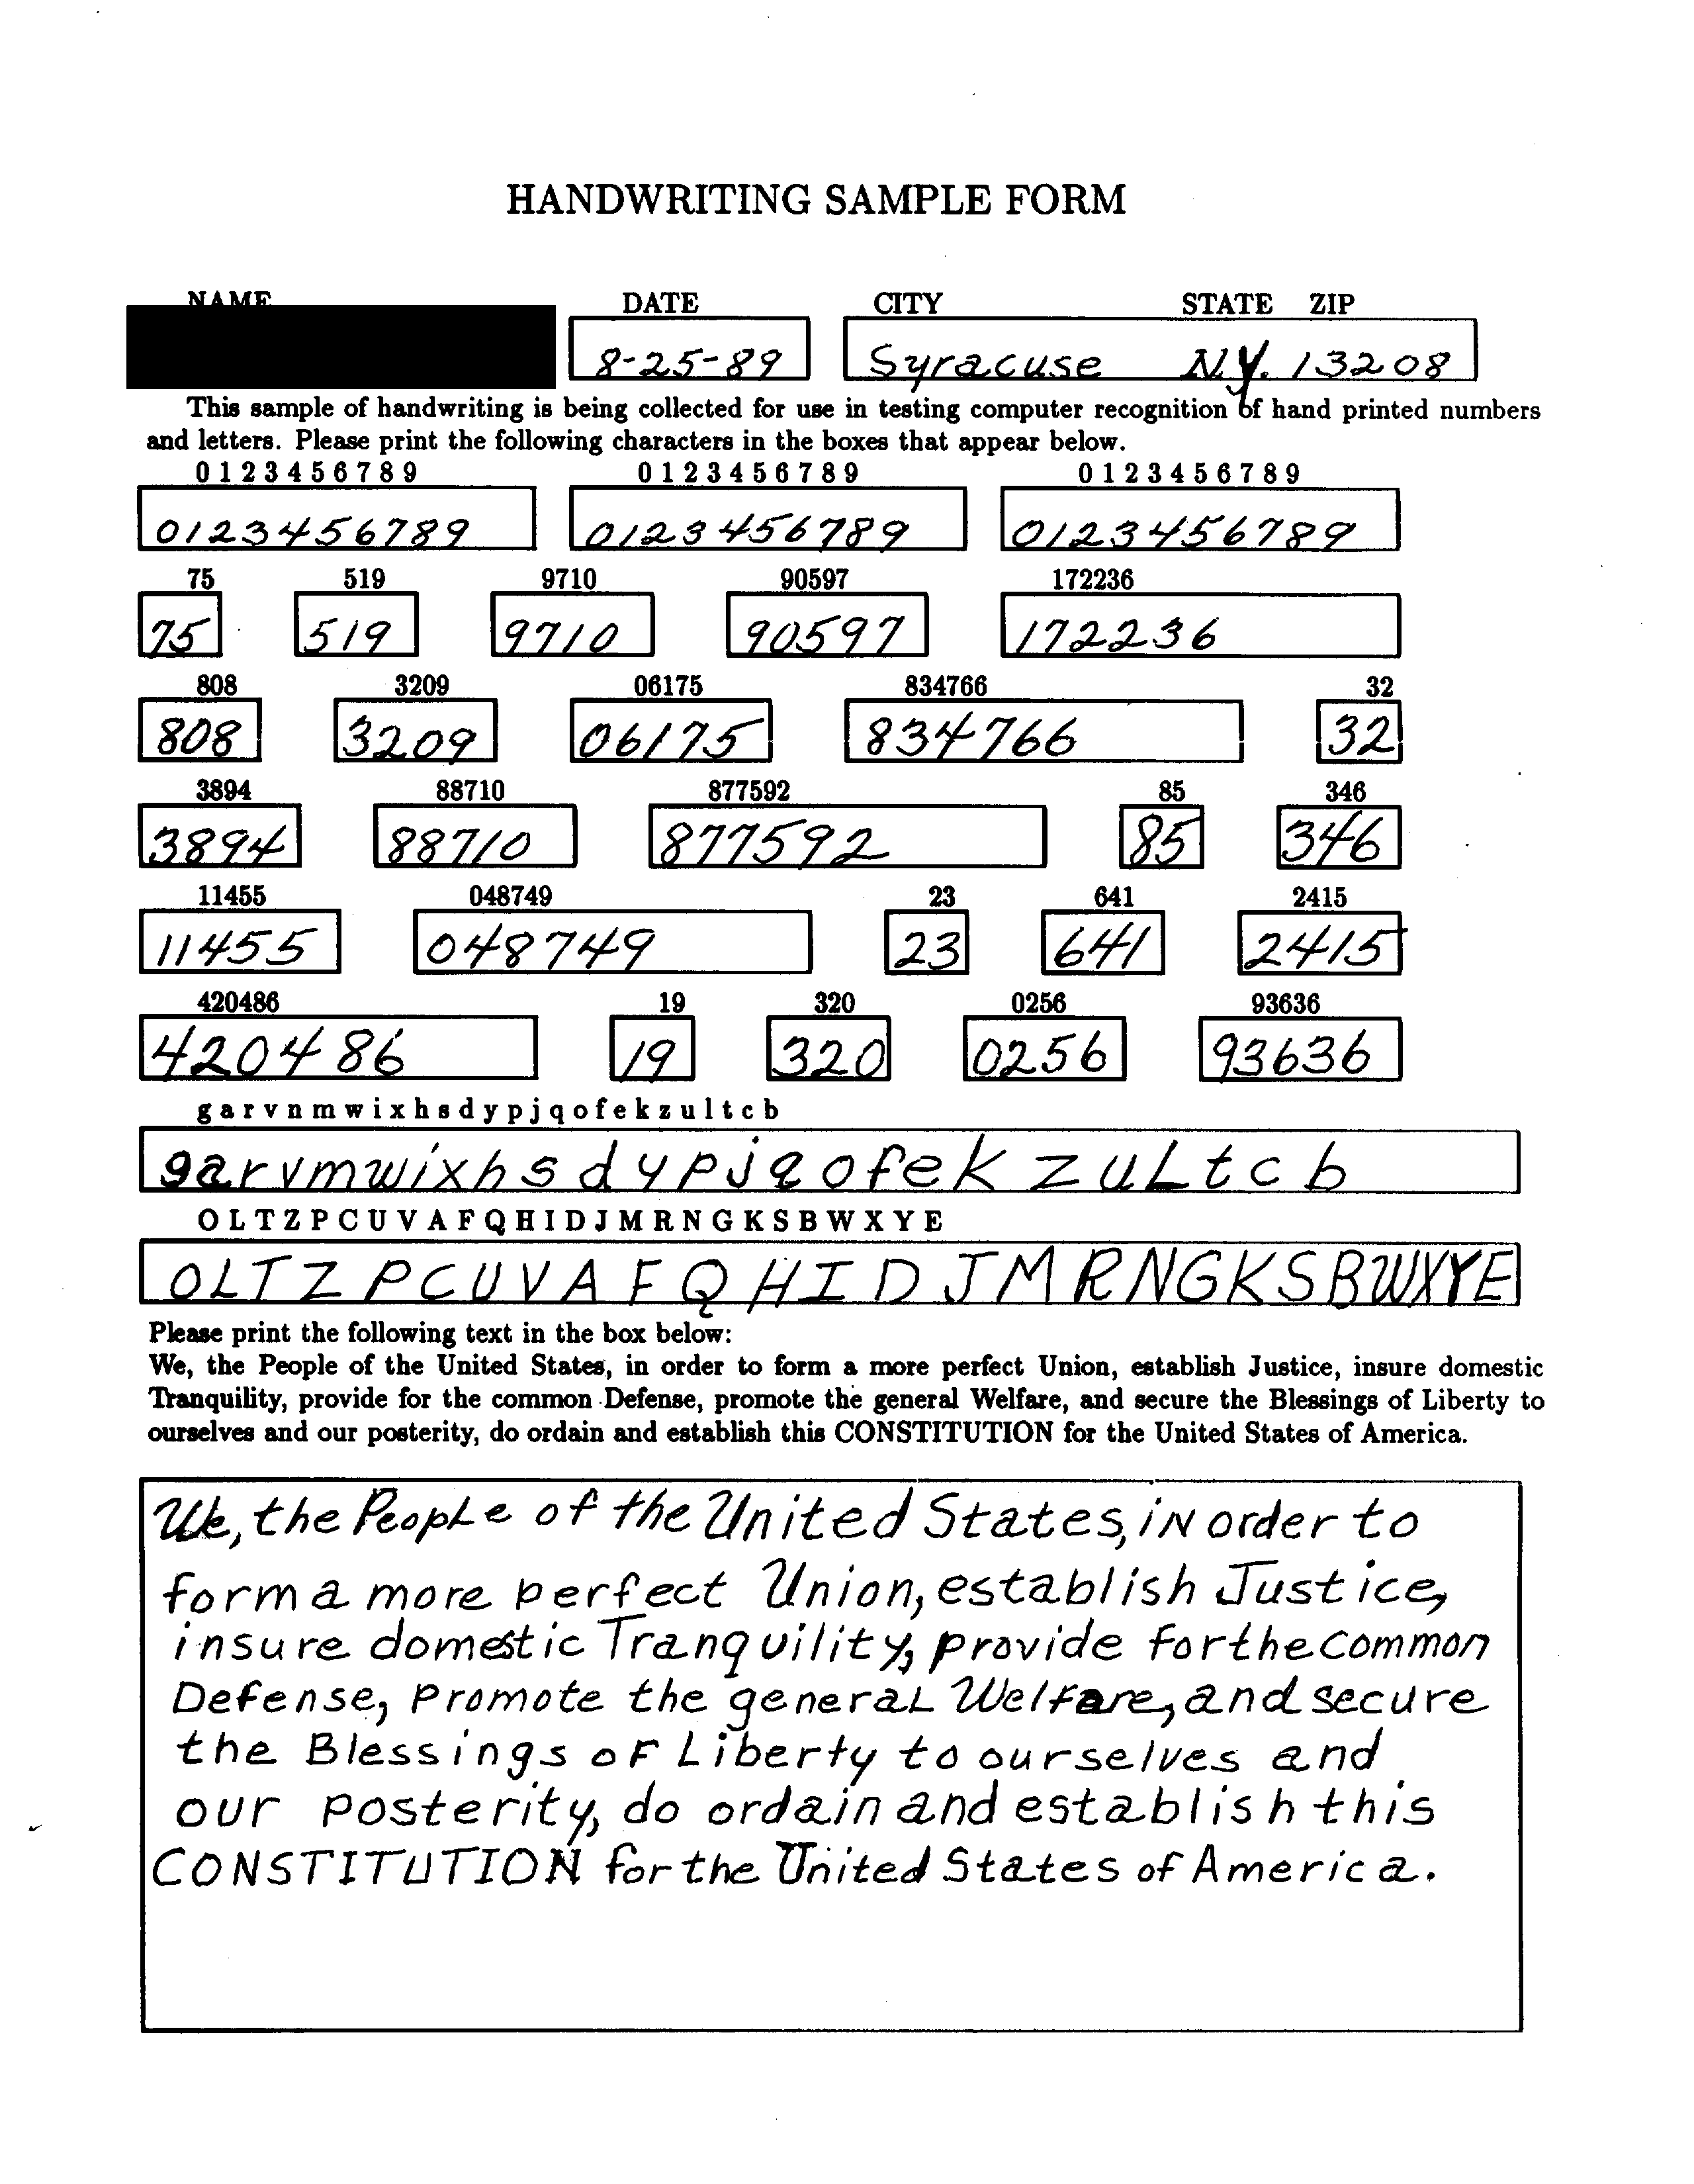 HANDWRITING SAMPLE FORM
NAME DATE CITY STATE ZIP
8-25-89 Syracuse N.Y. 13208
This sample of handwriting is being collected for use in testing computer recognition of hand printed numbers
and letters. Please print the following characters in the boxes that appear below.
0 1 2 3 4 5 6 7 8 9 0 1 2 3 4 5 6 7 8 9 0 1 2 3 4 5 6 7 8 9
0123456789 0123456789 0123456789
75 519 9710 90597 172236
75 519 9710 90597 172236
808 3209 06175 834766 32
808 3209 06175 834766 32
3894 88710 877592 85 346
3894 88710 877592 85 346
11455 048749 23 641 2415
11455 048749 23 641 2415
420486 19 320 0256 93636
420486 19 320 0256 93636
g a r v n m w i x h s d y p j q o f e k z u l t c b
garvmwixhsdypjqofekzuLtcb
O L T Z P C U V A F Q H I D J M R N G K S B W X Y E
OLTZPCUVAFQHIDJMRNGKSBWXYE
Please print the following text in the box below:
We, the People of the United States, in order to form a more perfect Union, establish Justice, insure domestic
Tranquility, provide for the common Defense, promote the general Welfare, and secure the Blessings of Liberty to
ourselves and our posterity, do ordain and establish this CONSTITUTION for the United States of America.
We, the PeopLe of the United States, iN order to
form a more perfect Union, establish Justice,
insure domestic Tranquility, provide for the common
Defense, promote the generaL Welfare, and secure
the Blessings oF Liberty to ourselves and
our posterity, do ordain and establish this
CONSTITUTION for the United States of America.